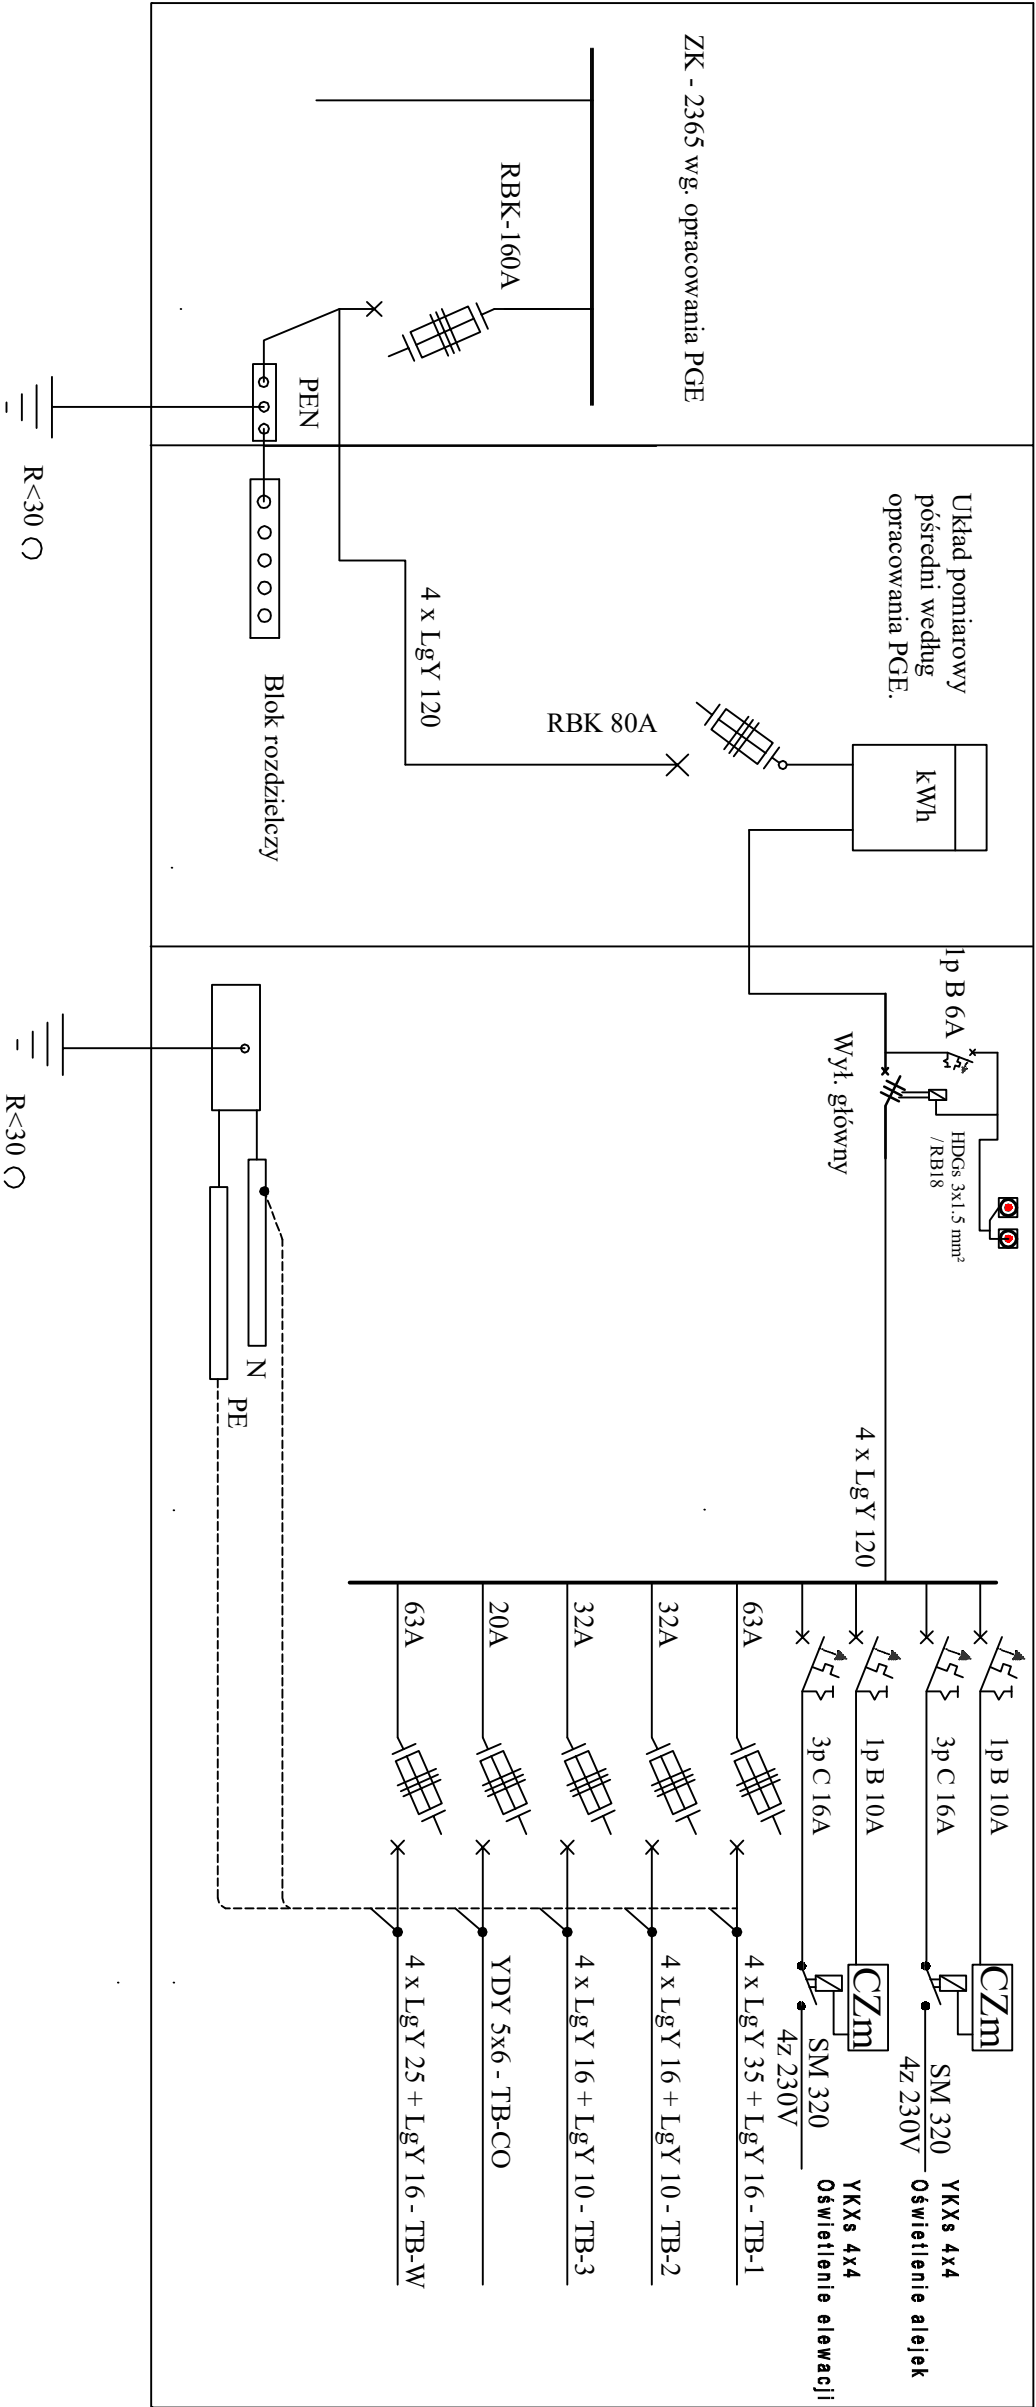 ZK - 2365 wg. opracowania PGE
RBK-160A
PEN
R<30
Układ pomiarowy
póśredni według
opracowania PGE.
kWh
RBK 80A
4 x LgY 120
Blok rozdzielczy
1p B 6A
HDGs 3x1.5 mm²
/RB18
Wył. główny
4 x LgY 120
N
PE
R<30
1p B 10A
CZm
3p C 16A
SM 320
4z 230V
YKXs 4x4
Oświetlenie alejek
1p B 10A
CZm
3p C 16A
SM 320
4z 230V
YKXs 4x4
Oświetlenie elewacji
63A
4 x LgY 35 + LgY 16 - TB-1
32A
4 x LgY 16 + LgY 10 - TB-2
32A
4 x LgY 16 + LgY 10 - TB-3
20A
YDY 5x6 - TB-CO
63A
4 x LgY 25 + LgY 16 - TB-W